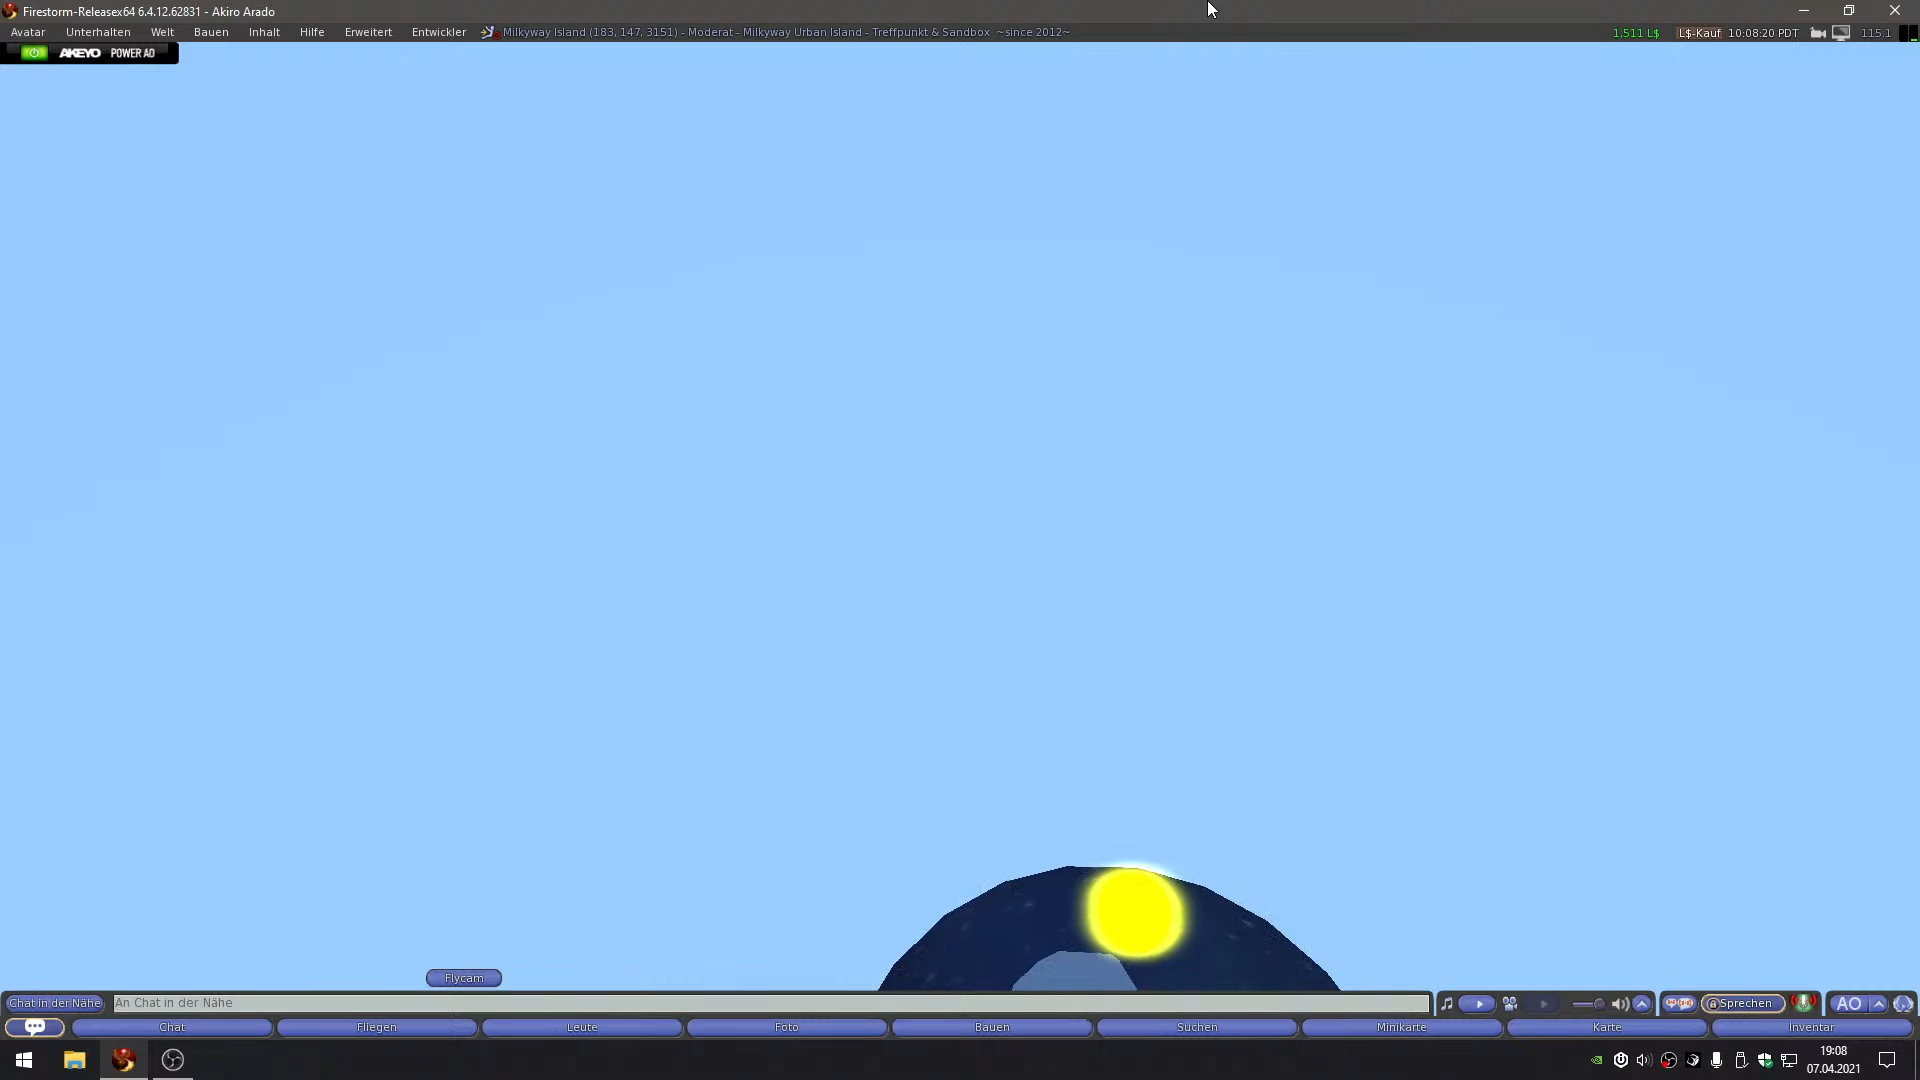 Firestorm-Releasex64 6.4.12.62831 - Akiro Arado
Avatar Unterhalten Welt Bauen Inhalt Hilfe Erweitert Entwickler Milkyway Island (183, 147, 3151) - Moderat - Milkyway Urban Island - Treffpunkt & Sandbox ~since.2012~ 1,511 L$ L$-Kauf 10:08:20 PDT 115.1
AKEYO POWER AO
Flycam
Chat in der Nähe An Chat in der Nähe Sprechen AO
Chat Fliegen Leute Foto Bauen Suchen Minikarte Karte Inventar
19:08
07.04.2021